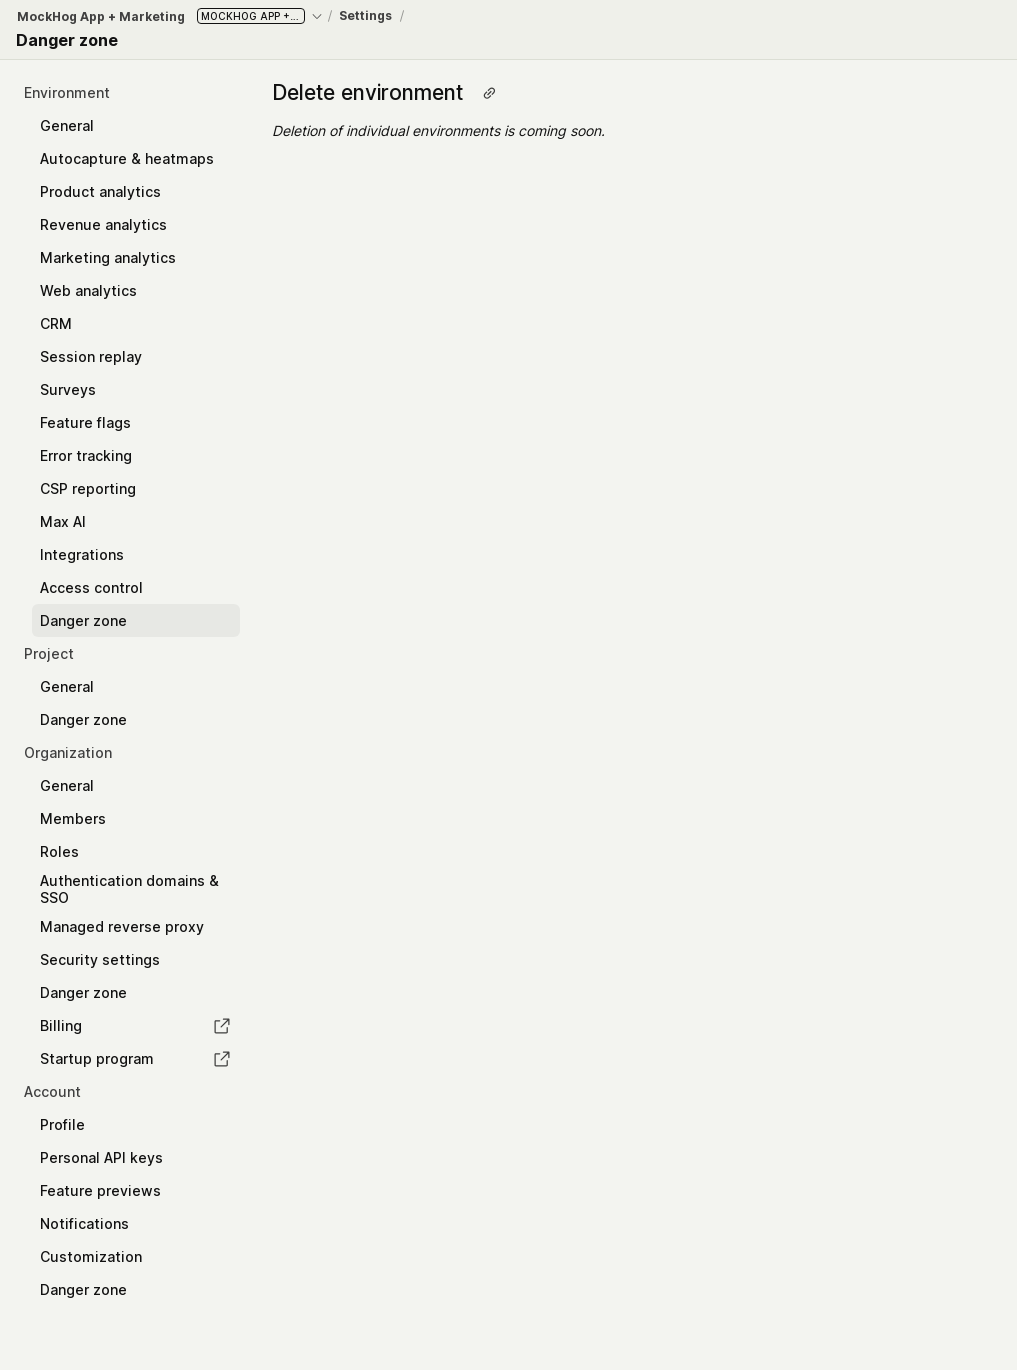 MockHog App + Marketing MOCKHOG APP +... / Settings /
Danger zone
Environment
General
Autocapture & heatmaps
Product analytics
Revenue analytics
Marketing analytics
Web analytics
CRM
Session replay
Surveys
Feature flags
Error tracking
CSP reporting
Max AI
Integrations
Access control
Danger zone
Project
General
Danger zone
Organization
General
Members
Roles
Authentication domains &
SSO
Managed reverse proxy
Security settings
Danger zone
Billing
Startup program
Account
Profile
Personal API keys
Feature previews
Notifications
Customization
Danger zone
Delete environment
Deletion of individual environments is coming soon.